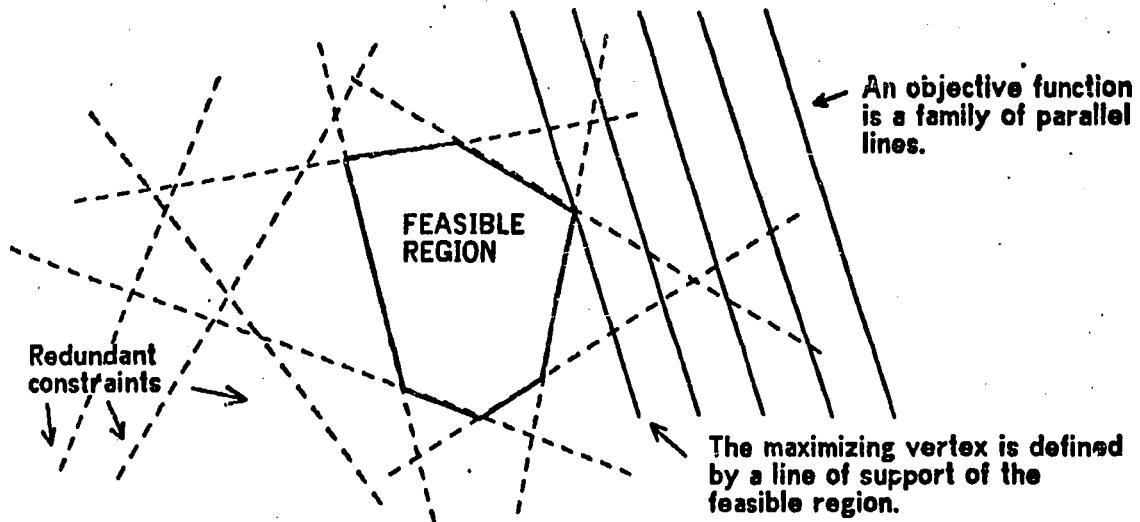 An objective function
is a family of parallel
lines.
FEASIBLE
REGION
Redundant
constraints
The maximizing vertex is defined
by a line of support of the
feasible region.